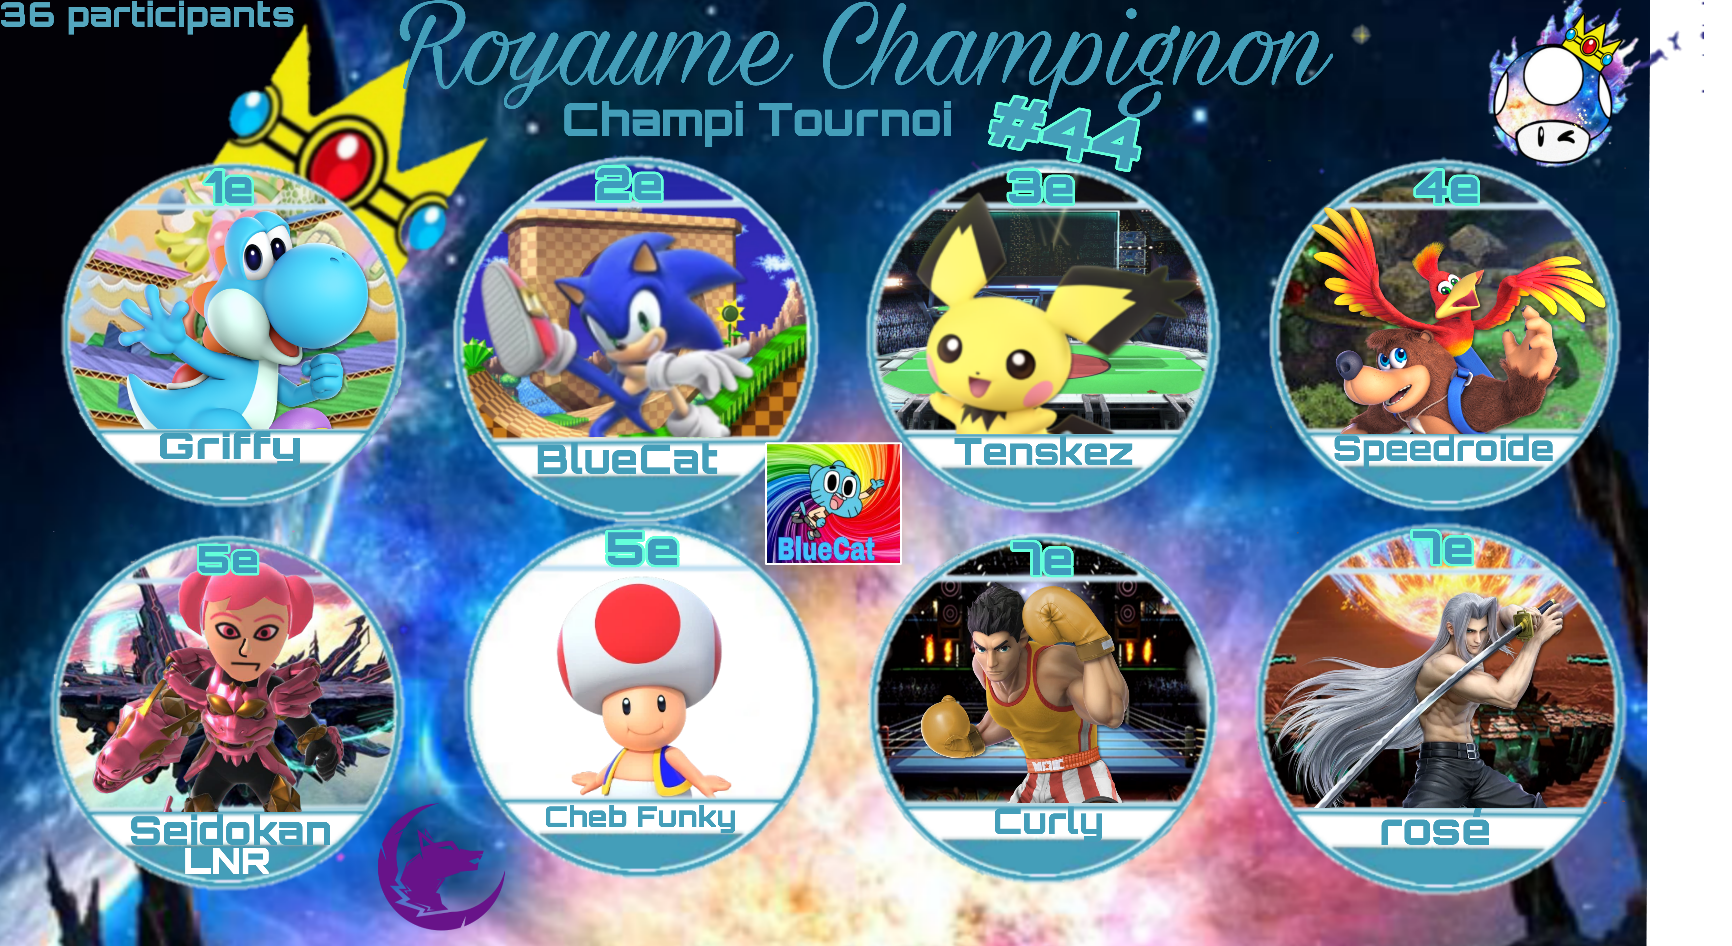 36 participants
Royaume Champignon
Champi Tournoi #44
1e
2e
3e
4e
Griffy
BlueCat
Tenskez
Speedroide
BlueCat
5e
5e
7e
7e
Seidokan
LNR
Cheb Funky
Curly
rosé